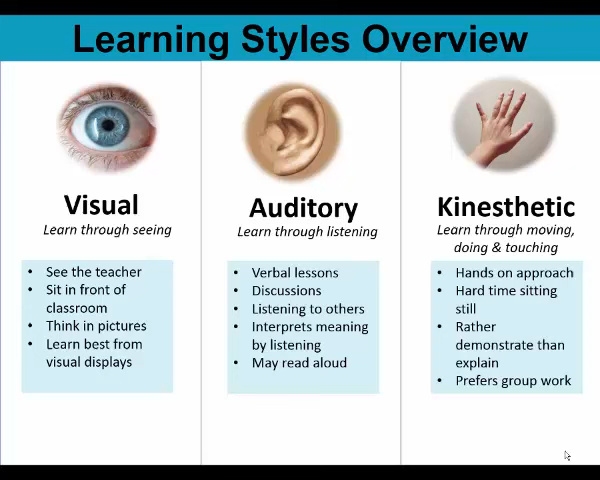 Learning Styles Overview
Visual
Learn through seeing
• See the teacher
• Sit in front of
classroom
• Think in pictures
• Learn best from
visual displays
Auditory
Learn through listening
• Verbal lessons
• Discussions
• Listening to others
• Interprets meaning
by listening
• May read aloud
Kinesthetic
Learn through moving,
doing & touching
• Hands on approach
• Hard time sitting
still
• Rather
demonstrate than
explain
• Prefers group work